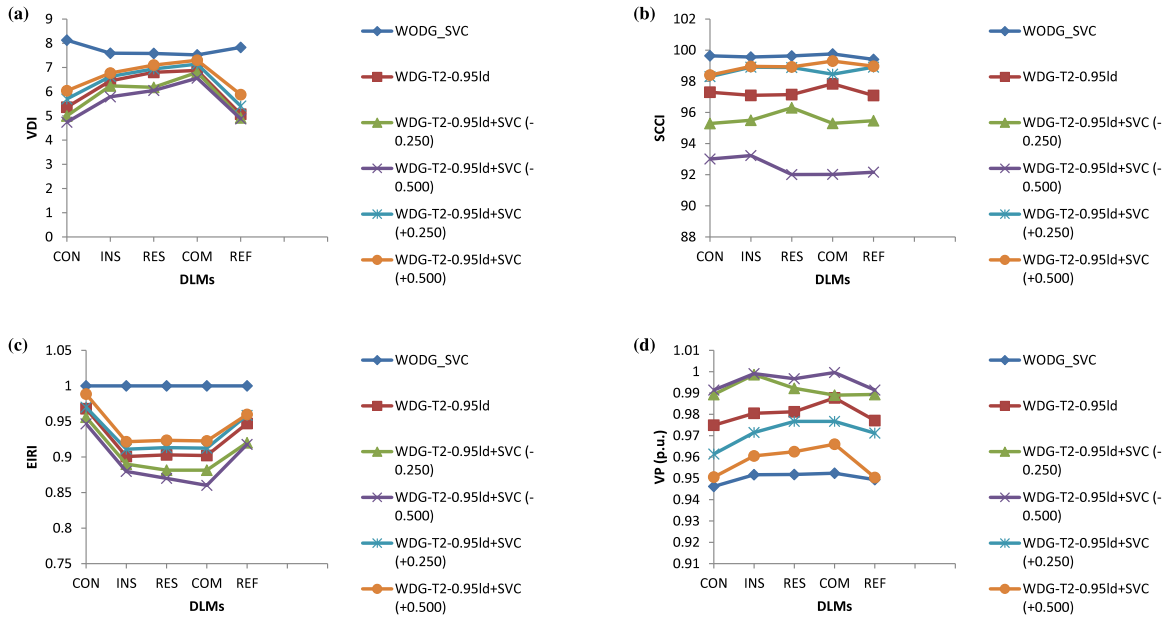 (a)
9
8
7
6
5
4
3
2
1
0
VDI
CON INS RES COM REF
DLMs
WODG_SVC
WDG-T2-0.95ld
WDG-T2-0.95ld+SVC (-
0.250)
WDG-T2-0.95ld+SVC (-
0.500)
WDG-T2-0.95ld+SVC
(+0.250)
WDG-T2-0.95ld+SVC
(+0.500)
(b)
102
100
98
96
94
92
90
88
SCCI
CON INS RES COM REF
DLMs
WODG_SVC
WDG-T2-0.95ld
WDG-T2-0.95ld+SVC (-
0.250)
WDG-T2-0.95ld+SVC (-
0.500)
WDG-T2-0.95ld+SVC
(+0.250)
WDG-T2-0.95ld+SVC
(+0.500)
(c)
1.05
1
0.95
0.9
0.85
0.8
0.75
EIRI
CON INS RES COM REF
DLMs
WODG_SVC
WDG-T2-0.95ld
WDG-T2-0.95ld+SVC (-
0.250)
WDG-T2-0.95ld+SVC (-
0.500)
WDG-T2-0.95ld+SVC
(+0.250)
WDG-T2-0.95ld+SVC
(+0.500)
(d)
1.01
1
0.99
0.98
0.97
0.96
0.95
0.94
0.93
0.92
0.91
VP (p.u.)
CON INS RES COM REF
DLMs
WODG_SVC
WDG-T2-0.95ld
WDG-T2-0.95ld+SVC (-
0.250)
WDG-T2-0.95ld+SVC (-
0.500)
WDG-T2-0.95ld+SVC
(+0.250)
WDG-T2-0.95ld+SVC
(+0.500)